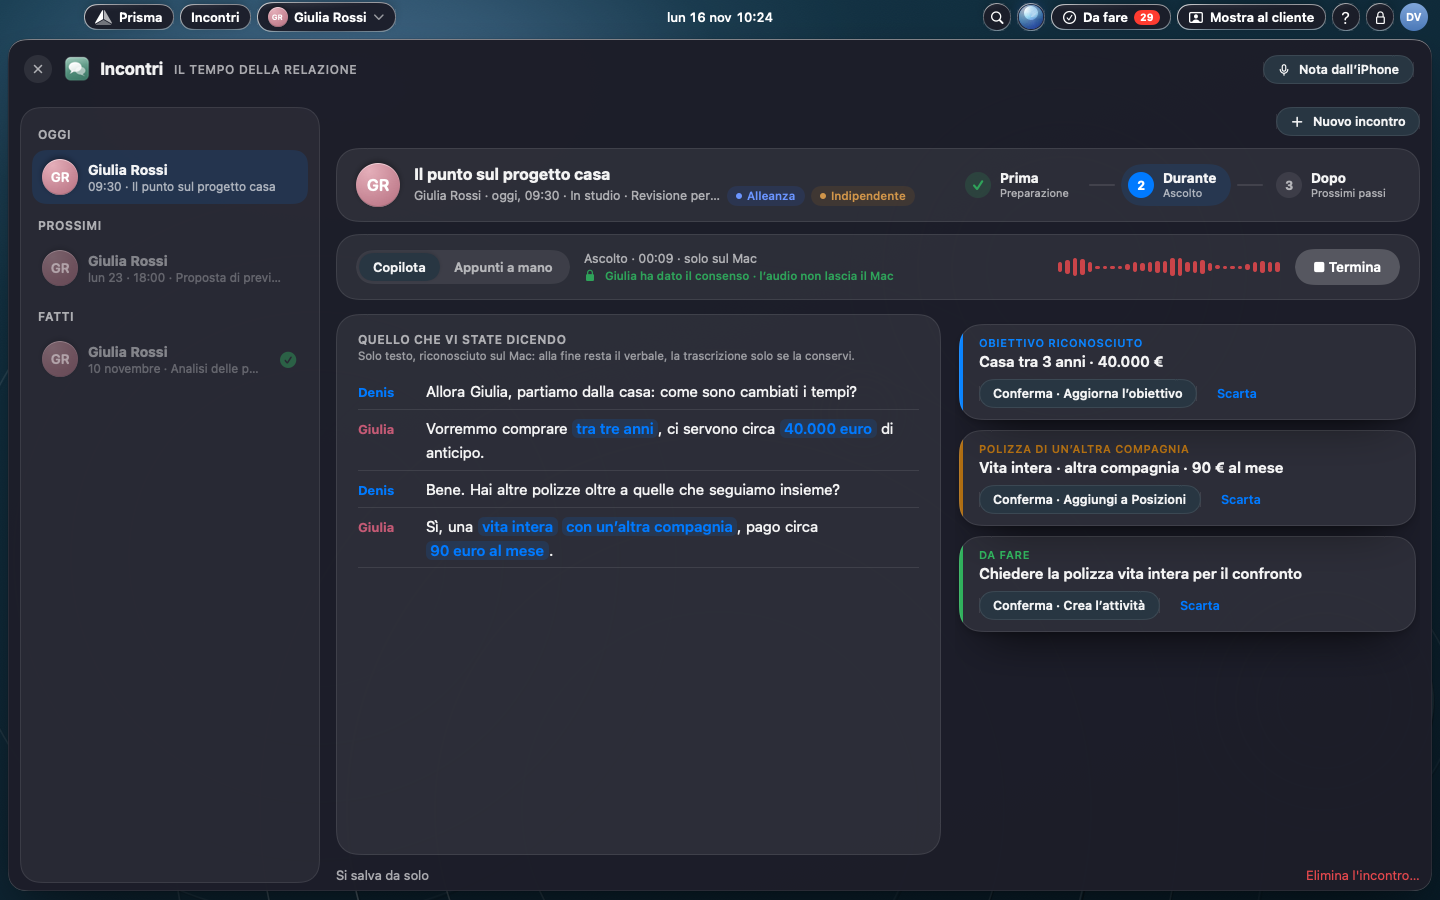 Prisma
Incontri
GR Giulia Rossi
lun 16 nov 10:24
Da fare 29
Mostra al cliente
?
DV
Incontri IL TEMPO DELLA RELAZIONE
Nota dall'iPhone
Nuovo incontro
OGGI
GR
Giulia Rossi
09:30 · Il punto sul progetto casa
PROSSIMI
GR
Giulia Rossi
lun 23 · 18:00 · Proposta di previ...
FATTI
GR
Giulia Rossi
10 novembre · Analisi delle p...
GR
Il punto sul progetto casa
Giulia Rossi · oggi, 09:30 · In studio · Revisione per... Alleanza Indipendente
Prima
Preparazione
2
Durante
Ascolto
3
Dopo
Prossimi passi
Copilota
Appunti a mano
Ascolto · 00:09 · solo sul Mac
Giulia ha dato il consenso · l'audio non lascia il Mac
Termina
QUELLO CHE VI STATE DICENDO
Solo testo, riconosciuto sul Mac: alla fine resta il verbale, la trascrizione solo se la conservi.
Denis Allora Giulia, partiamo dalla casa: come sono cambiati i tempi?
Giulia Vorremmo comprare tra tre anni, ci servono circa 40.000 euro di
anticipo.
Denis Bene. Hai altre polizze oltre a quelle che seguiamo insieme?
Giulia Sì, una vita intera con un'altra compagnia, pago circa
90 euro al mese.
OBIETTIVO RICONOSCIUTO
Casa tra 3 anni · 40.000 €
Conferma · Aggiorna l'obiettivo Scarta
POLIZZA DI UN'ALTRA COMPAGNIA
Vita intera · altra compagnia · 90 € al mese
Conferma · Aggiungi a Posizioni Scarta
DA FARE
Chiedere la polizza vita intera per il confronto
Conferma · Crea l'attività Scarta
Si salva da solo
Elimina l'incontro...